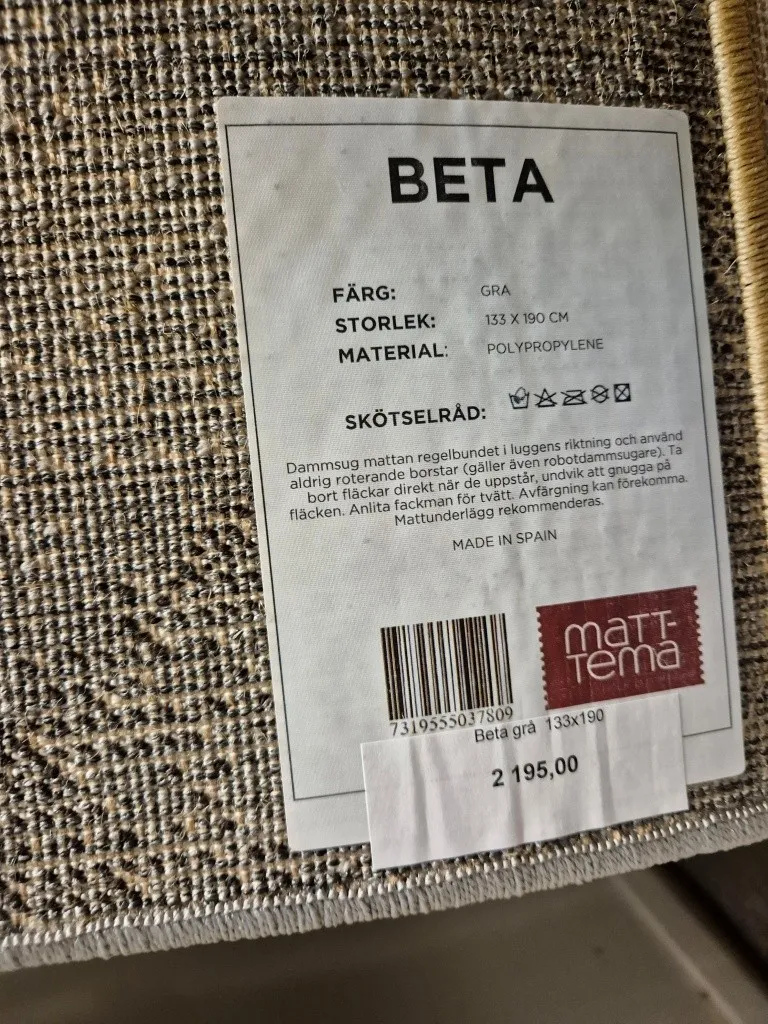 BETA
FÄRG: GRA
STORLEK: 133 X 190 CM
MATERIAL: POLYPROPYLENE
SKÖTSELRÅD:
Dammsug mattan regelbundet i luggens riktning och använd
aldrig roterande borstar (gäller även robotdammsugare). Ta
bort fläckar direkt när de uppstår, undvik att gnugga på
fläcken. Anlita fackman för tvätt. Avfärgning kan förekomma.
Mattunderlägg rekommenderas.
MADE IN SPAIN
maTT-
Tema
7319555037809
Beta grå 133x190
2 195,00